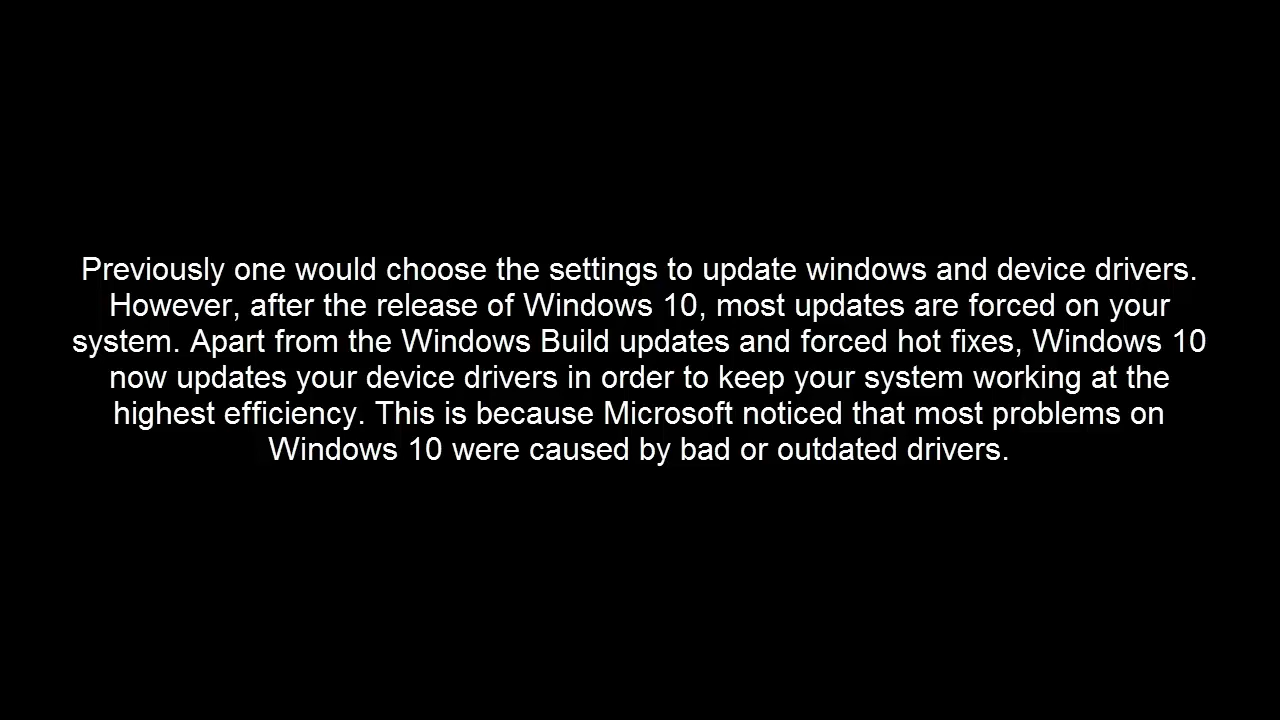 Previously one would choose the settings to update windows and device drivers.
However, after the release of Windows 10, most updates are forced on your
system. Apart from the Windows Build updates and forced hot fixes, Windows 10
now updates your device drivers in order to keep your system working at the
highest efficiency. This is because Microsoft noticed that most problems on
Windows 10 were caused by bad or outdated drivers.